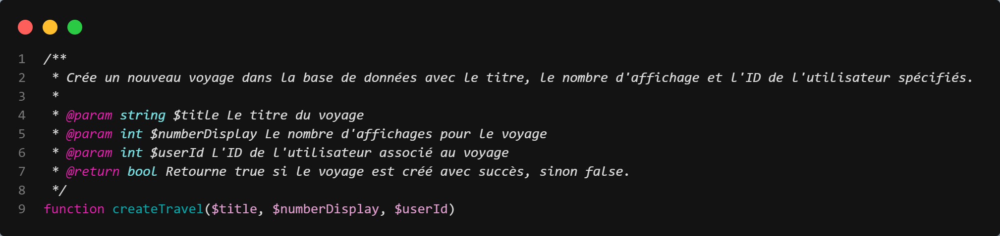 1 /**
2  * Crée un nouveau voyage dans la base de données avec le titre, le nombre d'affichage et l'ID de l'utilisateur spécifiés.
3  *
4  * @param string $title Le titre du voyage
5  * @param int $numberDisplay Le nombre d'affichages pour le voyage
6  * @param int $userId L'ID de l'utilisateur associé au voyage
7  * @return bool Retourne true si le voyage est créé avec succès, sinon false.
8  */
9 function createTravel($title, $numberDisplay, $userId)